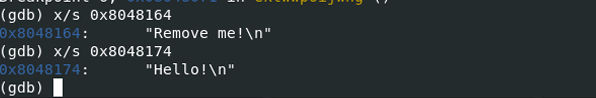 (gdb) x/s 0x8048164
0x8048164:      "Remove me!\n"
(gdb) x/s 0x8048174
0x8048174:      "Hello!\n"
(gdb)